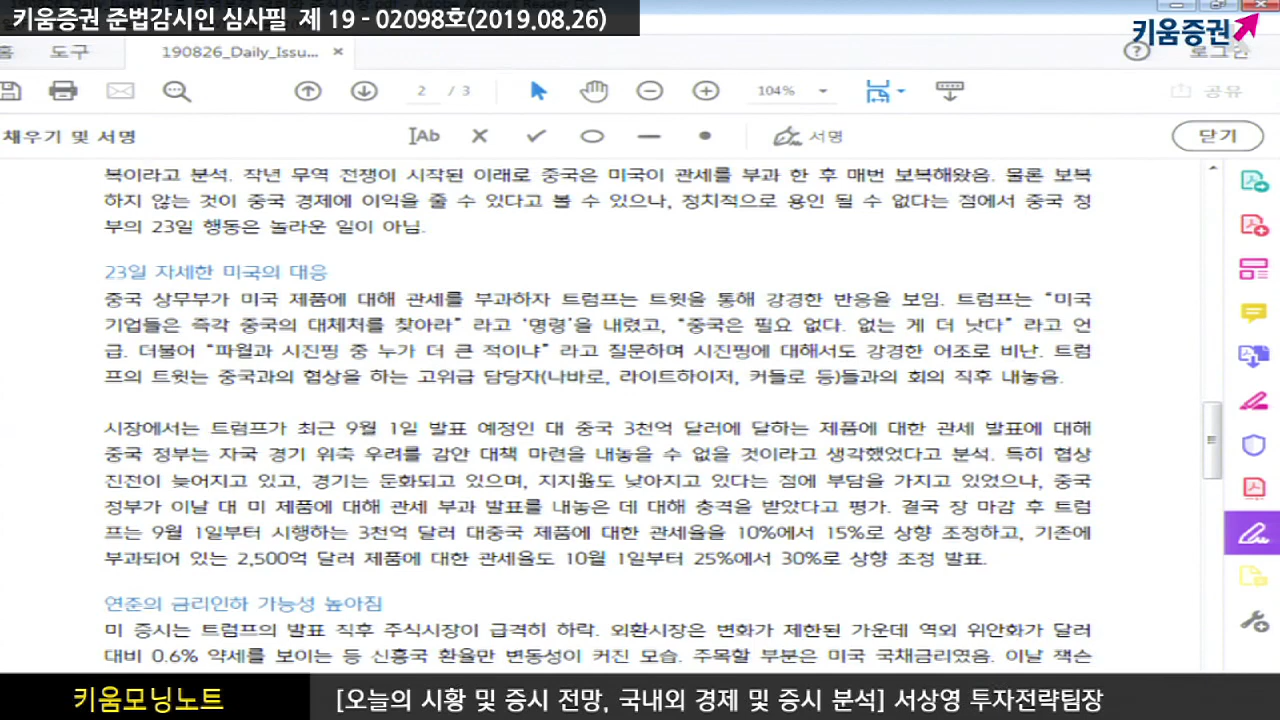 키움증권 준법감시인 심사필 제 19 - 02098호(2019.08.26)
키움증권
홈 도구 190826_Daily_Issu... × ? 로그인
2 / 3 104% 공유
채우기 및 서명 Ab 서명 닫기
복이라고 분석. 작년 무역 전쟁이 시작된 이래로 중국은 미국이 관세를 부과 한 후 매번 보복해왔음. 물론 보복
하지 않는 것이 중국 경제에 이익을 줄 수 있다고 볼 수 있으나, 정치적으로 용인 될 수 없다는 점에서 중국 정
부의 23일 행동은 놀라운 일이 아님.
23일 자세한 미국의 대응
중국 상무부가 미국 제품에 대해 관세를 부과하자 트럼프는 트윗을 통해 강경한 반응을 보임. 트럼프는 “미국
기업들은 즉각 중국의 대체처를 찾아라” 라고 ‘명령’을 내렸고, “중국은 필요 없다. 없는 게 더 낫다” 라고 언
급. 더불어 “파월과 시진핑 중 누가 더 큰 적이냐” 라고 질문하며 시진핑에 대해서도 강경한 어조로 비난. 트럼
프의 트윗는 중국과의 협상을 하는 고위급 담당자(나바로, 라이트하이저, 커들로 등)들과의 회의 직후 내놓음.
시장에서는 트럼프가 최근 9월 1일 발표 예정인 대 중국 3천억 달러에 달하는 제품에 대한 관세 발표에 대해
중국 정부는 자국 경기 위축 우려를 감안 대책 마련을 내놓을 수 없을 것이라고 생각했었다고 분석. 특히 협상
진전이 늦어지고 있고, 경기는 둔화되고 있으며, 지지율도 낮아지고 있다는 점에 부담을 가지고 있었으나, 중국
정부가 이날 대 미 제품에 대해 관세 부과 발표를 내놓은 데 대해 충격을 받았다고 평가. 결국 장 마감 후 트럼
프는 9월 1일부터 시행하는 3천억 달러 대중국 제품에 대한 관세율을 10%에서 15%로 상향 조정하고, 기존에
부과되어 있는 2,500억 달러 제품에 대한 관세율도 10월 1일부터 25%에서 30%로 상향 조정 발표.
연준의 금리인하 가능성 높아짐
미 증시는 트럼프의 발표 직후 주식시장이 급격히 하락. 외환시장은 변화가 제한된 가운데 역외 위안화가 달러
대비 0.6% 약세를 보이는 등 신흥국 환율만 변동성이 커진 모습. 주목할 부분은 미국 국채금리였음. 이날 잭슨
키움모닝노트 [오늘의 시황 및 증시 전망, 국내외 경제 및 증시 분석] 서상영 투자전략팀장